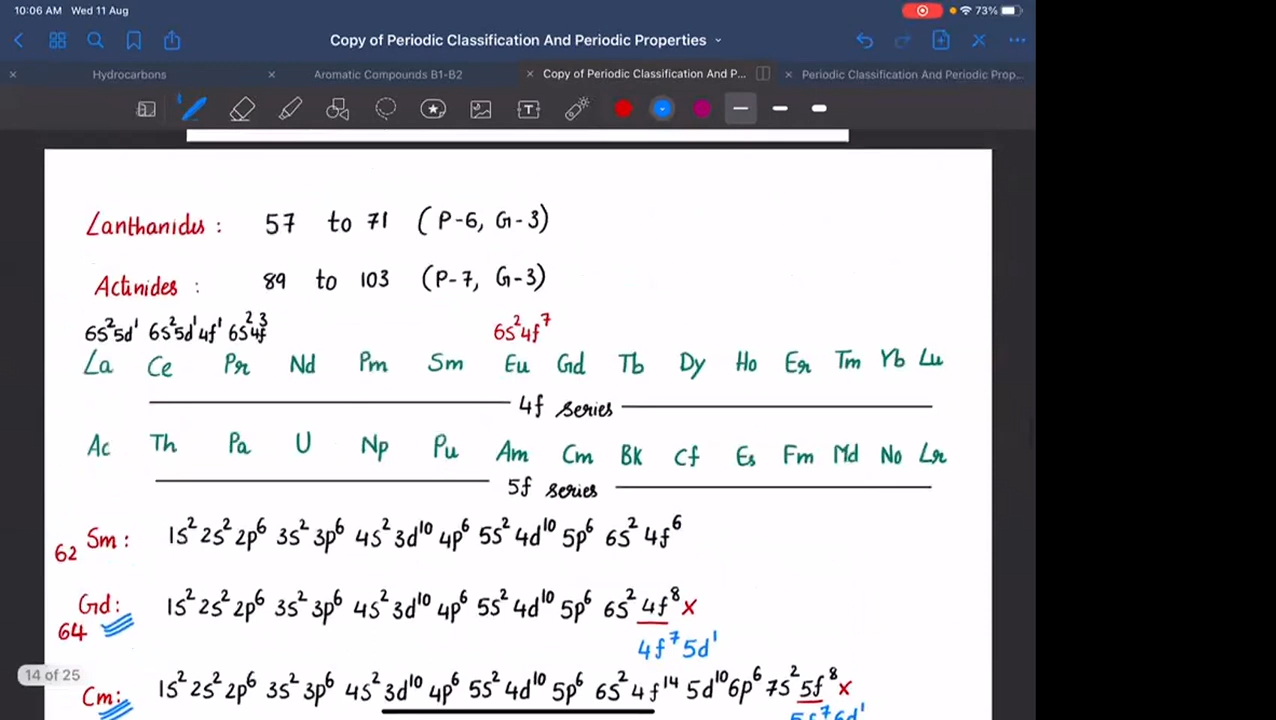 10:06 AM Wed 11 Aug 73%
Copy of Periodic Classification And Periodic Properties
Hydrocarbons Aromatic Compounds B1-B2 Copy of Periodic Classification And P... Periodic Classification And Periodic Prop...
Lanthanides : 57 to 71 (P-6, G-3)
Actinides : 89 to 103 (P-7, G-3)
6s²5d¹ 6s²5d¹4f¹ 6s²4f³ 6s²4f⁷
La Ce Pr Nd Pm Sm Eu Gd Tb Dy Ho Er Tm Yb Lu
4f series
Ac Th Pa U Np Pu Am Cm Bk Cf Es Fm Md No Lr
5f series
62 Sm: 1s² 2s² 2p⁶ 3s² 3p⁶ 4s² 3d¹⁰ 4p⁶ 5s² 4d¹⁰ 5p⁶ 6s² 4f⁶
Gd: 1s² 2s² 2p⁶ 3s² 3p⁶ 4s² 3d¹⁰ 4p⁶ 5s² 4d¹⁰ 5p⁶ 6s² 4f⁸ x
64 4f⁷ 5d¹
14 of 25
Cm: 1s² 2s² 2p⁶ 3s² 3p⁶ 4s² 3d¹⁰ 4p⁶ 5s² 4d¹⁰ 5p⁶ 6s² 4f¹⁴ 5d¹⁰ 6p⁶ 7s² 5f⁸ x
5f⁷ 6d¹